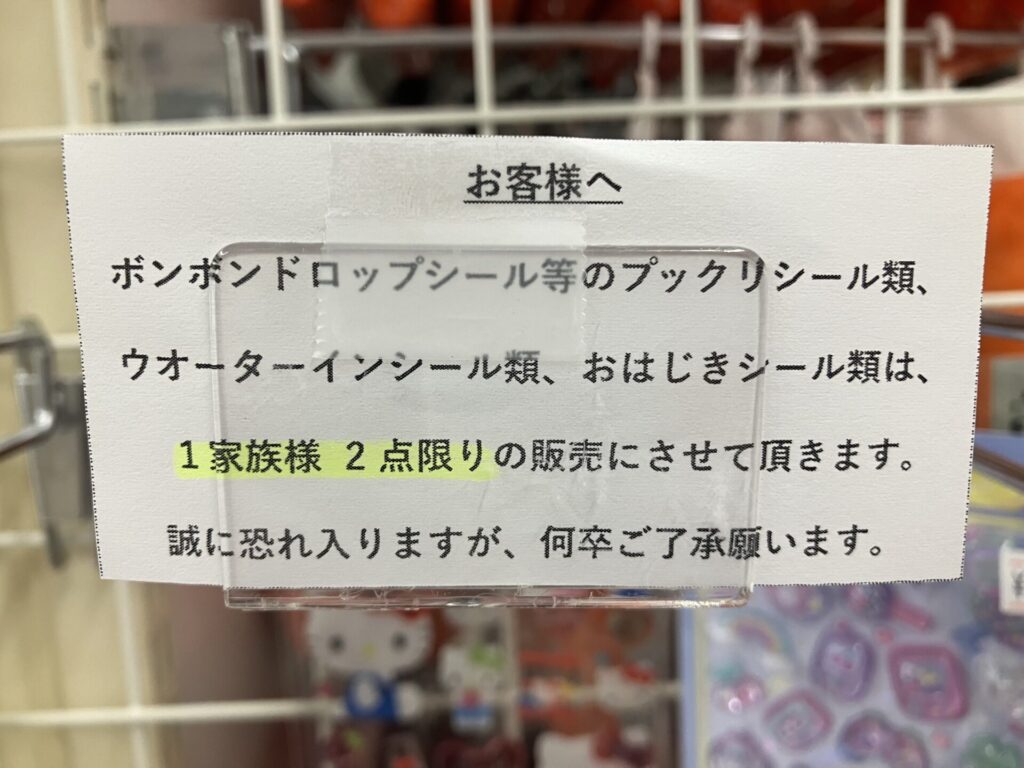 お客様へ
ボンボンドロップシール等のプックリシール類、
ウオーターインシール類、おはじきシール類は、
1家族様 2点限りの販売にさせて頂きます。
誠に恐れ入りますが、何卒ご了承願います。